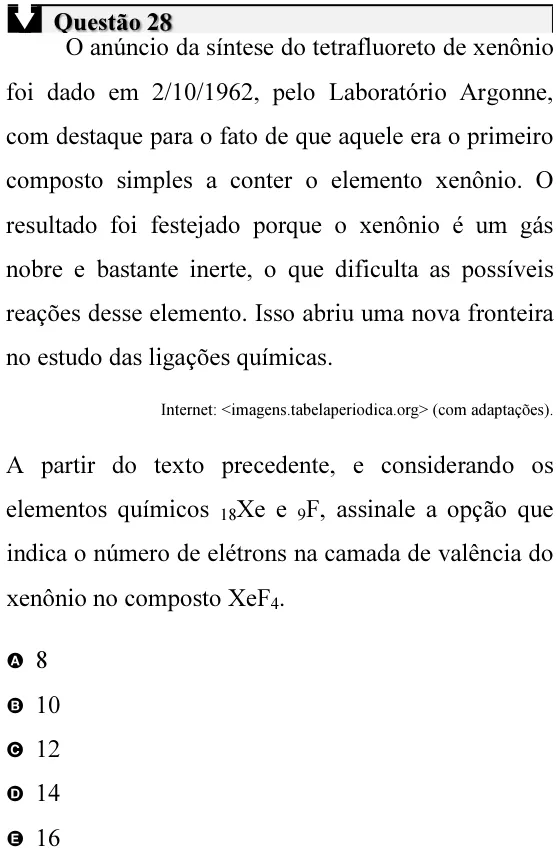 Questão 28
O anúncio da síntese do tetrafluoreto de xenônio
foi dado em 2/10/1962, pelo Laboratório Argonne,
com destaque para o fato de que aquele era o primeiro
composto simples a conter o elemento xenônio. O
resultado foi festejado porque o xenônio é um gás
nobre e bastante inerte, o que dificulta as possíveis
reações desse elemento. Isso abriu uma nova fronteira
no estudo das ligações químicas.
Internet: <imagens.tabelaperiodica.org> (com adaptações).
A partir do texto precedente, e considerando os
elementos químicos ₁₈Xe e ₉F, assinale a opção que
indica o número de elétrons na camada de valência do
xenônio no composto XeF₄.
A 8
B 10
C 12
D 14
E 16